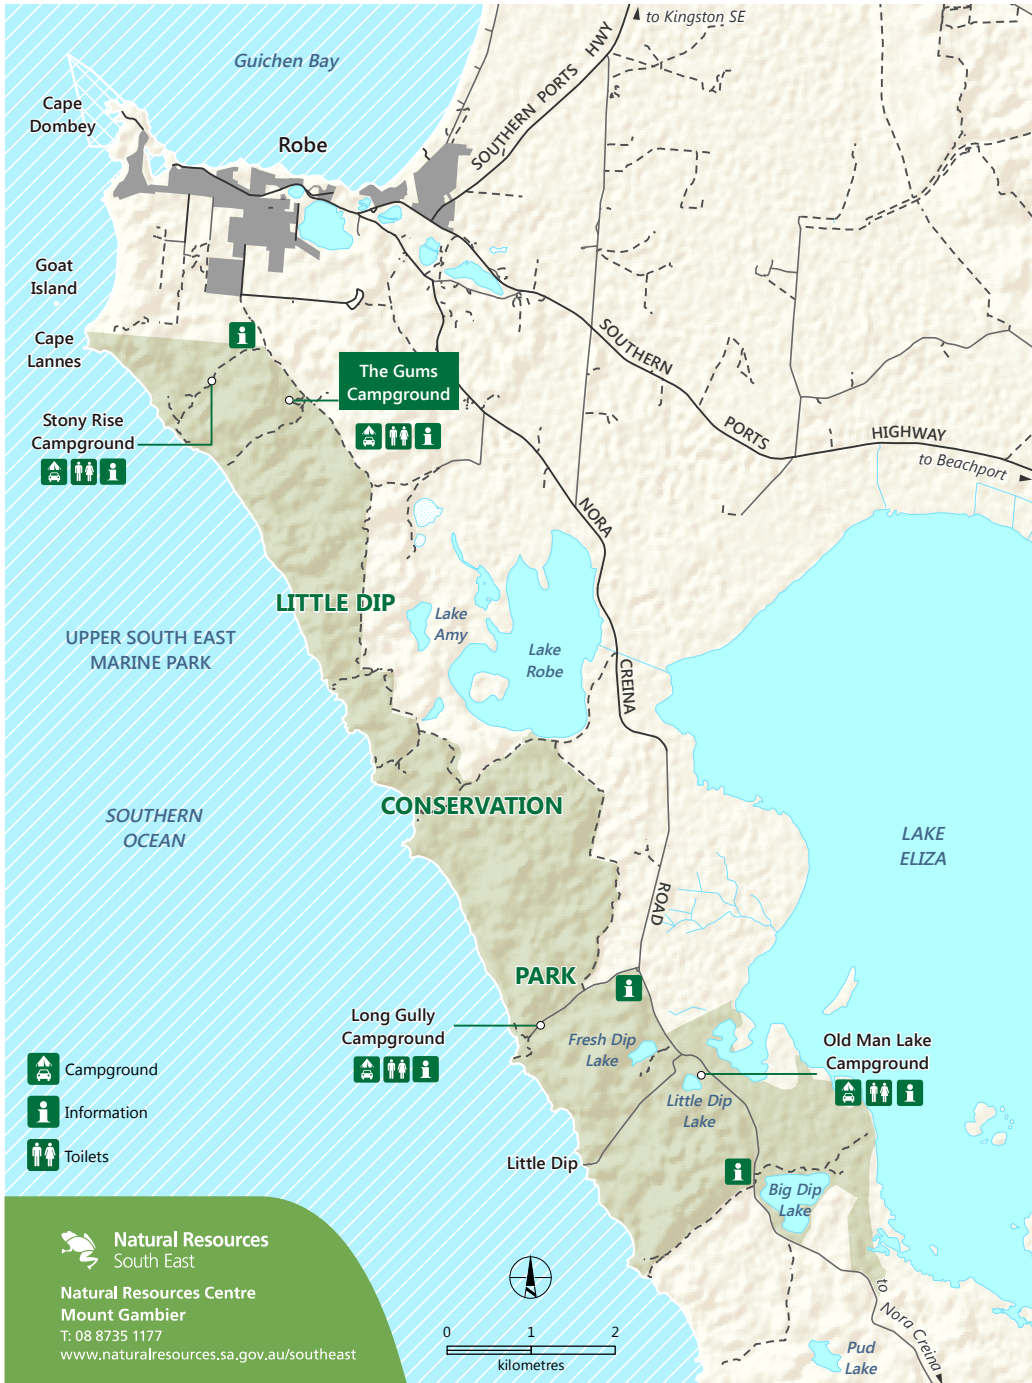 to Kingston SE
Guichen Bay
SOUTHERN PORTS HWY
Cape
Dombey
Robe
Goat
Island
Cape
Lannes
SOUTHERN PORTS HIGHWAY
to Beachport
The Gums
Campground
Stony Rise
Campground
NORA CREINA ROAD
LITTLE DIP
Lake
Amy
UPPER SOUTH EAST
MARINE PARK
Lake
Robe
SOUTHERN
OCEAN
CONSERVATION
LAKE
ELIZA
PARK
Long Gully
Campground
Fresh Dip
Lake
Old Man Lake
Campground
Little Dip
Lake
Campground
Information
Toilets
Little Dip
Big Dip
Lake
Natural Resources
South East
Natural Resources Centre
Mount Gambier
T: 08 8735 1177
www.naturalresources.sa.gov.au/southeast
0 1 2
kilometres
to Nora Creina
Pud
Lake